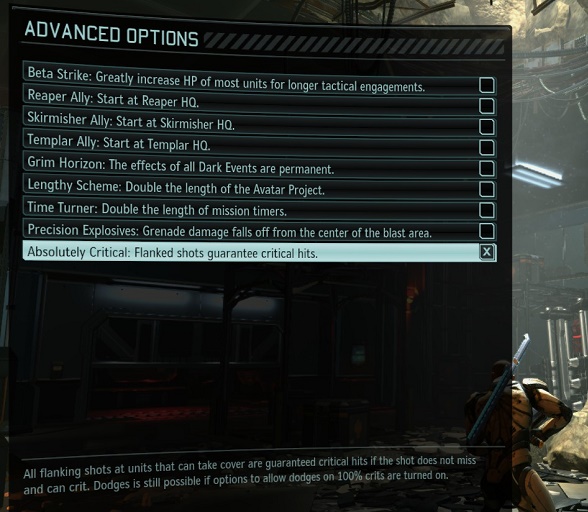 ADVANCED OPTIONS
Beta Strike: Greatly increase HP of most units for longer tactical engagements.
Reaper Ally: Start at Reaper HQ.
Skirmisher Ally: Start at Skirmisher HQ.
Templar Ally: Start at Templar HQ.
Grim Horizon: The effects of all Dark Events are permanent.
Lengthy Scheme: Double the length of the Avatar Project.
Time Turner: Double the length of mission timers.
Precision Explosives: Grenade damage falls off from the center of the blast area.
Absolutely Critical: Flanked shots guarantee critical hits. X
All flanking shots at units that can take cover are guaranteed critical hits if the shot does not miss
and can crit. Dodges is still possible if options to allow dodges on 100% crits are turned on.